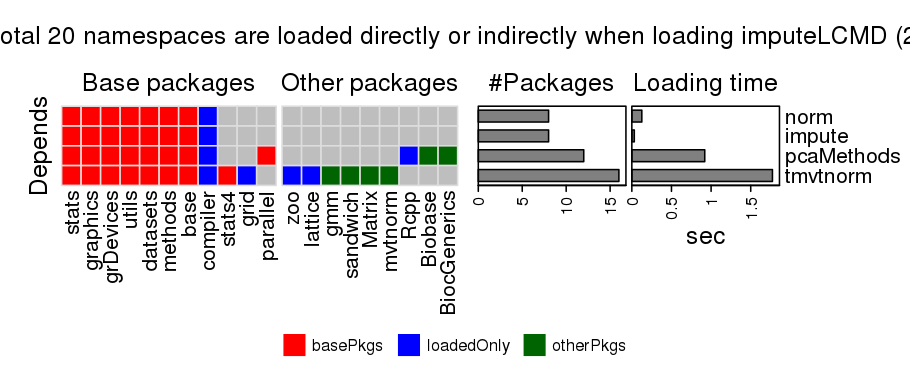 otal 20 namespaces are loaded directly or indirectly when loading imputeLCMD (2
Base packages
Other packages
#Packages
Loading time
Depends
norm
impute
pcaMethods
tmvtnorm
stats
graphics
grDevices
utils
datasets
methods
base
compiler
stats4
grid
parallel
zoo
lattice
gmm
sandwich
Matrix
mvtnorm
Rcpp
Biobase
BiocGenerics
0 5 10 15
0 0.5 1 1.5
sec
basePkgs loadedOnly otherPkgs